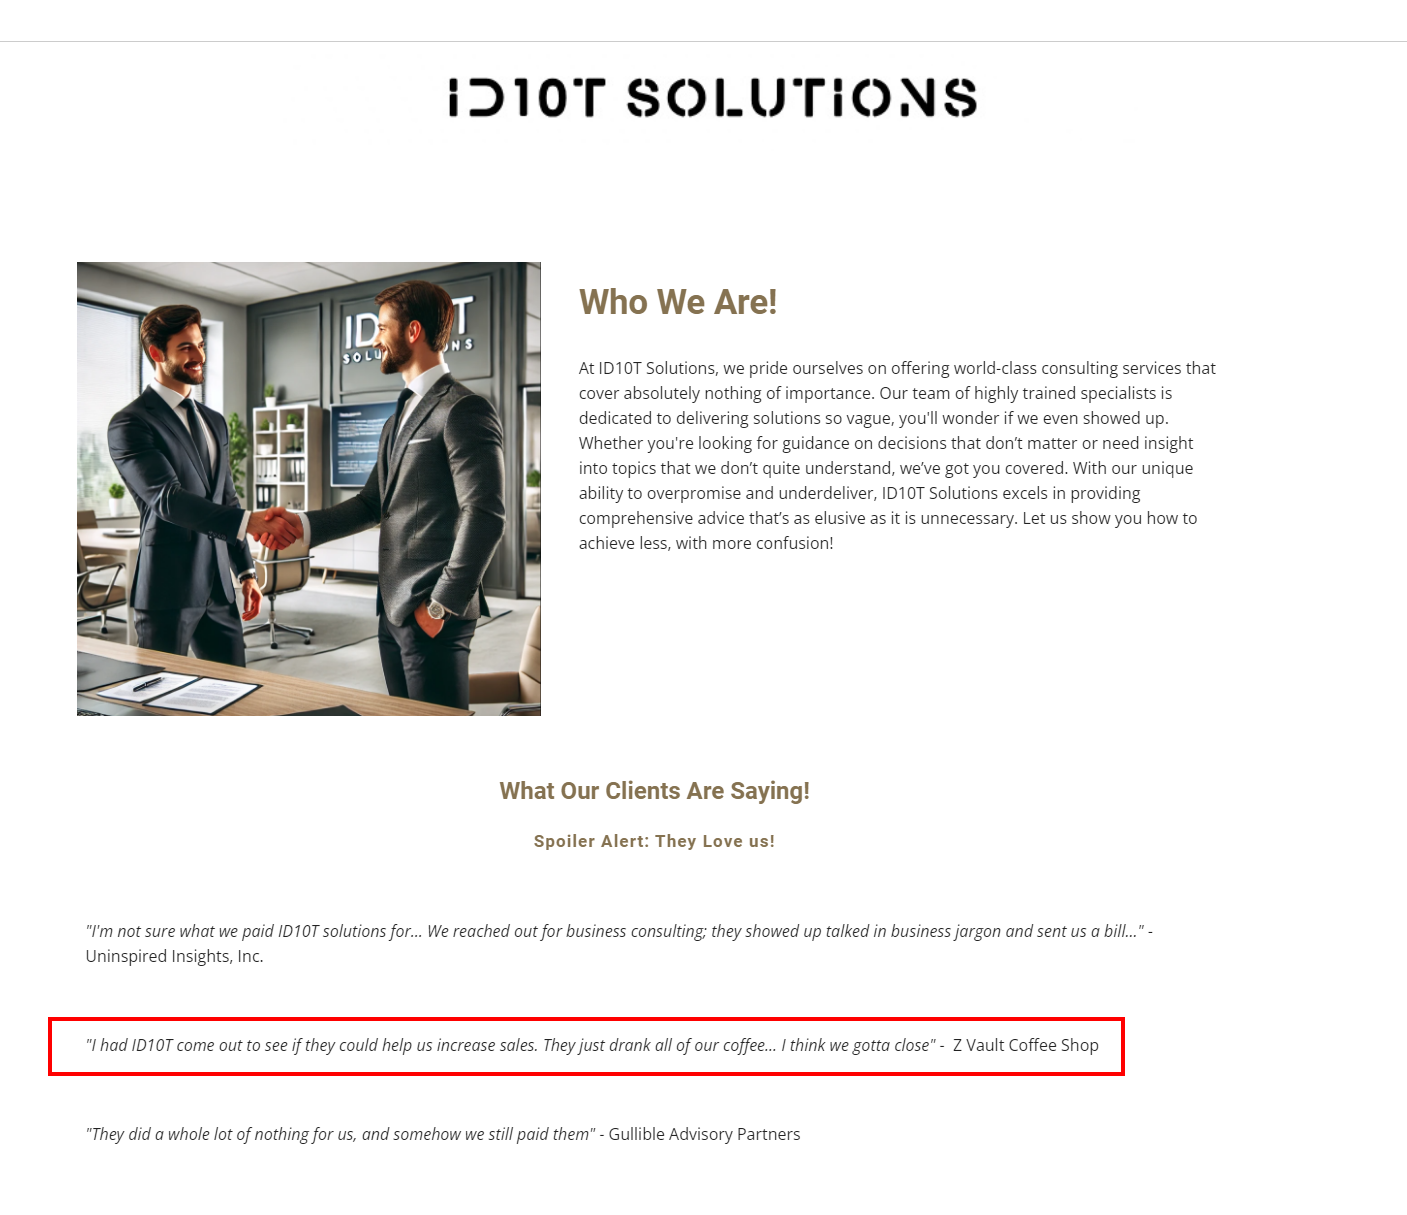 ID10T SOLUTIONS
ID T
SOLU NS
Who We Are!
At ID10T Solutions, we pride ourselves on offering world-class consulting services that
cover absolutely nothing of importance. Our team of highly trained specialists is
dedicated to delivering solutions so vague, you'll wonder if we even showed up.
Whether you're looking for guidance on decisions that don’t matter or need insight
into topics that we don’t quite understand, we’ve got you covered. With our unique
ability to overpromise and underdeliver, ID10T Solutions excels in providing
comprehensive advice that’s as elusive as it is unnecessary. Let us show you how to
achieve less, with more confusion!
What Our Clients Are Saying!
Spoiler Alert: They Love us!
"I'm not sure what we paid ID10T solutions for... We reached out for business consulting; they showed up talked in business jargon and sent us a bill..." -
Uninspired Insights, Inc.
"I had ID10T come out to see if they could help us increase sales. They just drank all of our coffee... I think we gotta close" - Z Vault Coffee Shop
"They did a whole lot of nothing for us, and somehow we still paid them" - Gullible Advisory Partners